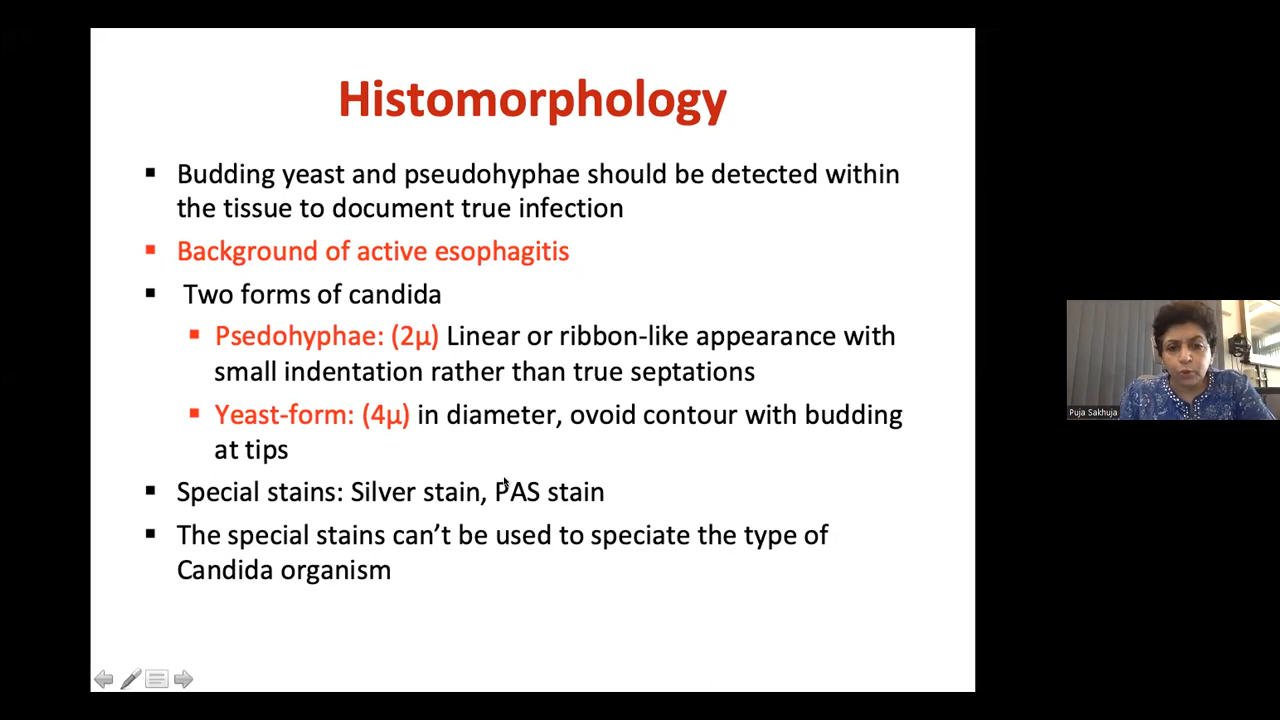 Histomorphology
▪ Budding yeast and pseudohyphae should be detected within
the tissue to document true infection
▪ Background of active esophagitis
▪ Two forms of candida
▪ Psedohyphae: (2µ) Linear or ribbon-like appearance with
small indentation rather than true septations
▪ Yeast-form: (4µ) in diameter, ovoid contour with budding
at tips
▪ Special stains: Silver stain, PAS stain
▪ The special stains can’t be used to speciate the type of
Candida organism
Puja Sakhuja